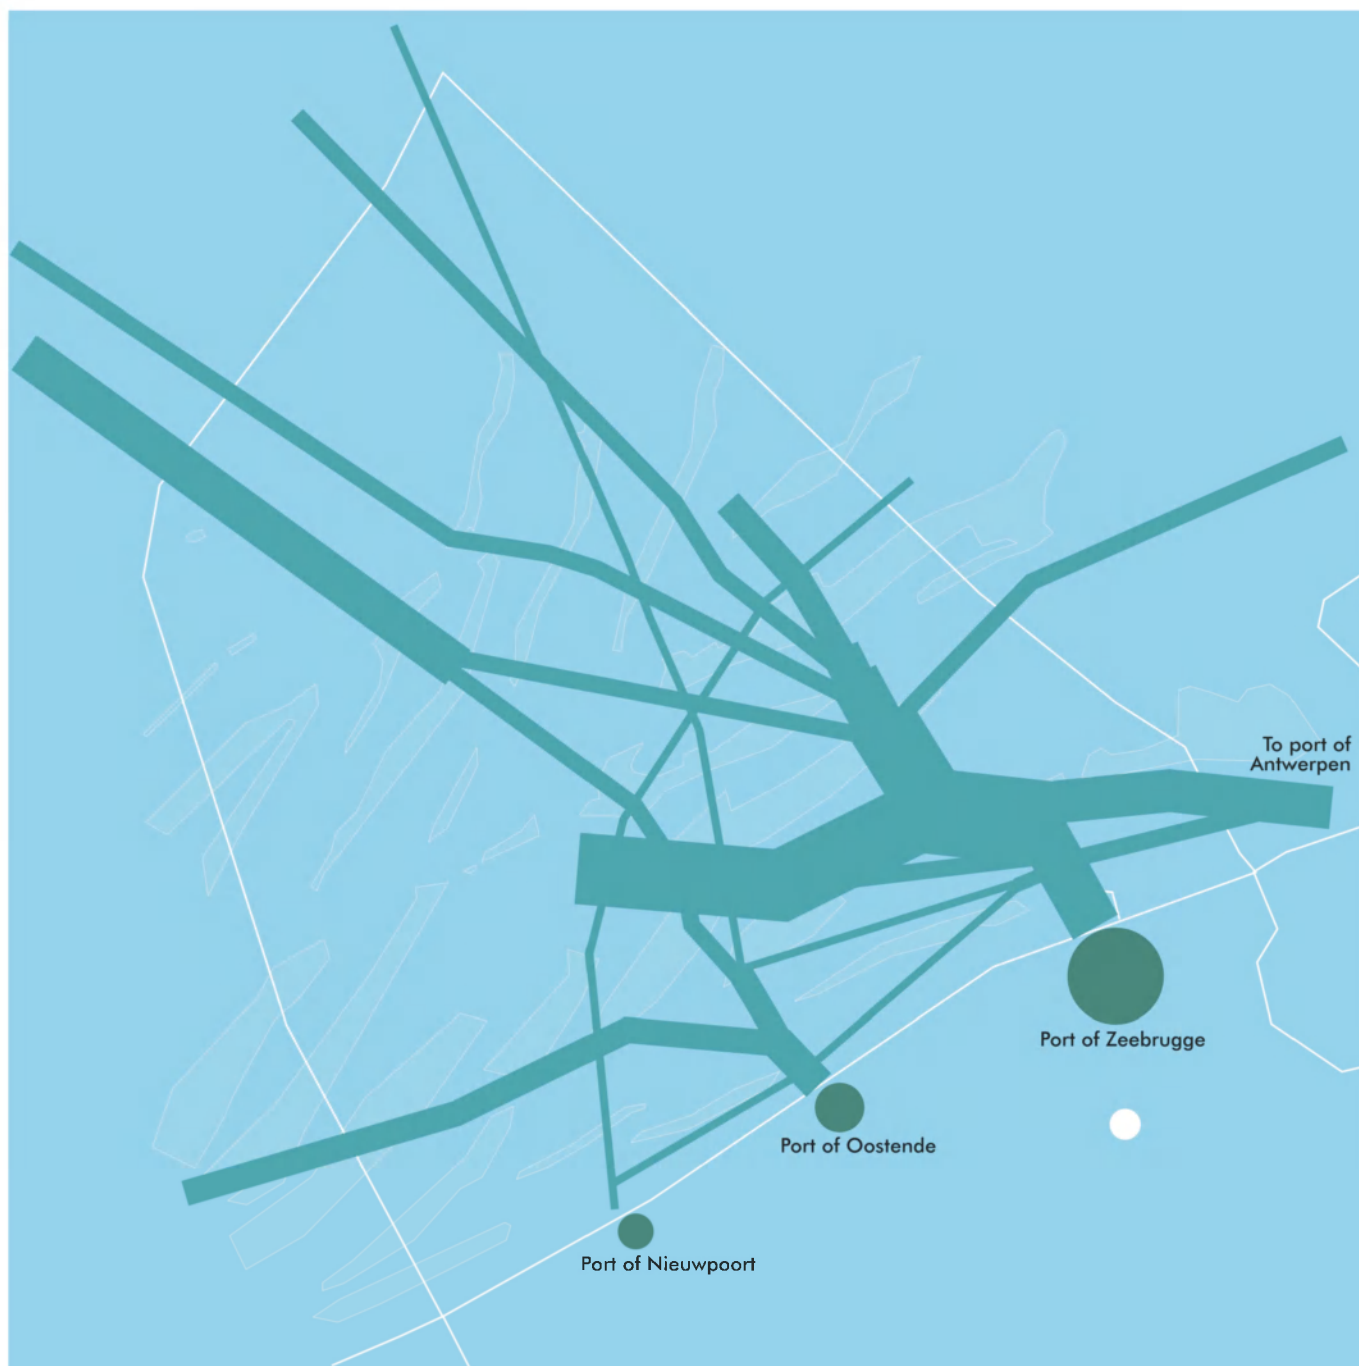 To port of
Antwerpen
Port of Zeebrugge
Port of Oostende
Port of Nieuwpoort